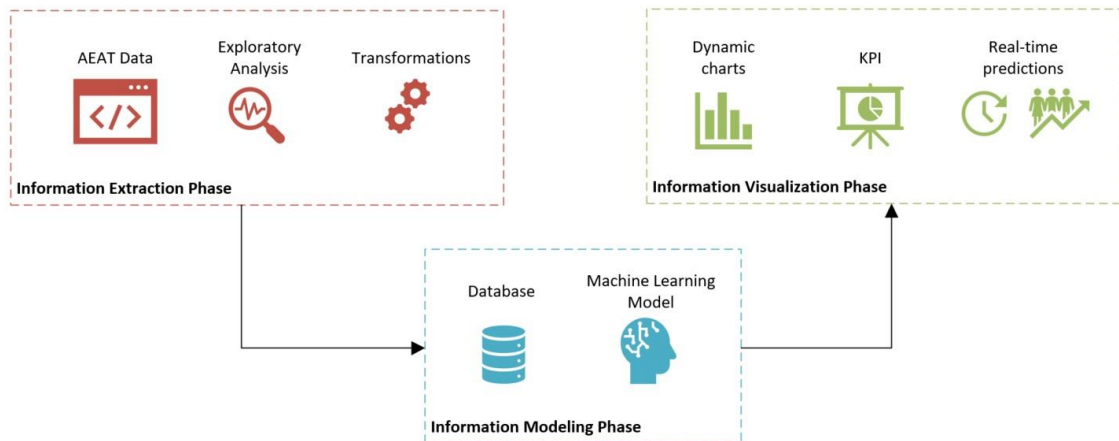 AEAT Data
Exploratory
Analysis
Transformations
Information Extraction Phase
Dynamic
charts
KPI
Real-time
predictions
Information Visualization Phase
Database
Machine Learning
Model
Information Modeling Phase